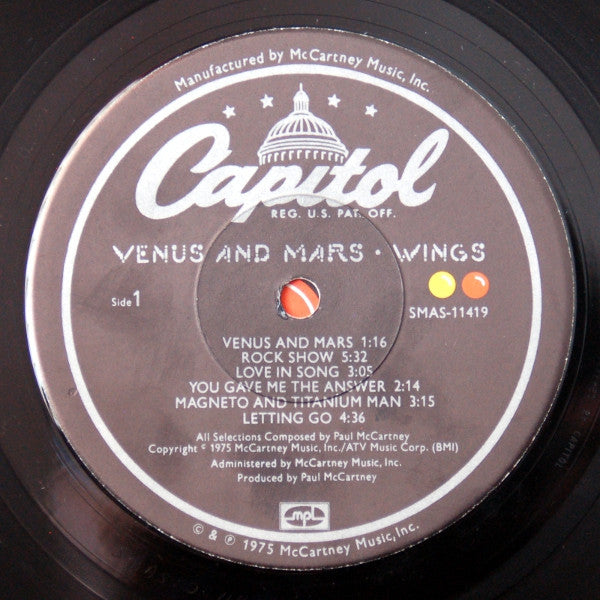 Manufactured by McCartney Music, Inc.
Capitol
REG. U.S. PAT. OFF.
VENUS AND MARS • WINGS
Side 1
SMAS-11419
VENUS AND MARS 1:16
ROCK SHOW 5:32
LOVE IN SONG 3:05
YOU GAVE ME THE ANSWER 2:14
MAGNETO AND TITANIUM MAN 3:15
LETTING GO 4:36
All Selections Composed by Paul McCartney
Copyright © 1975 McCartney Music, Inc./ATV Music Corp. (BMI)
Administered by McCartney Music, Inc.
Produced by Paul McCartney
mpl
© & ℗ 1975 McCartney Music, Inc.
CAPITOL